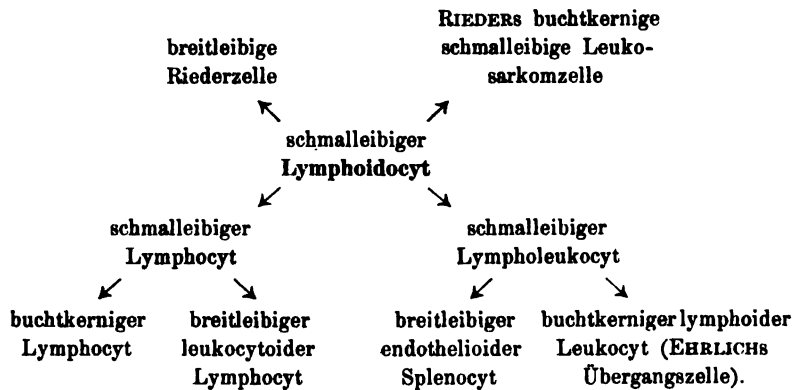 breitleibige
Riederzelle
RIEDERS buchtkernige
schmalleibige Leuko-
sarkomzelle
schmalleibiger
Lymphoidocyt
schmalleibiger
Lymphocyt
schmalleibiger
Lympholeukocyt
buchtkerniger
Lymphocyt
breitleibiger
leukocytoider
Lymphocyt
breitleibiger
endothelioider
Splenocyt
buchtkerniger lymphoider
Leukocyt (EHRLICHS
Übergangszelle).